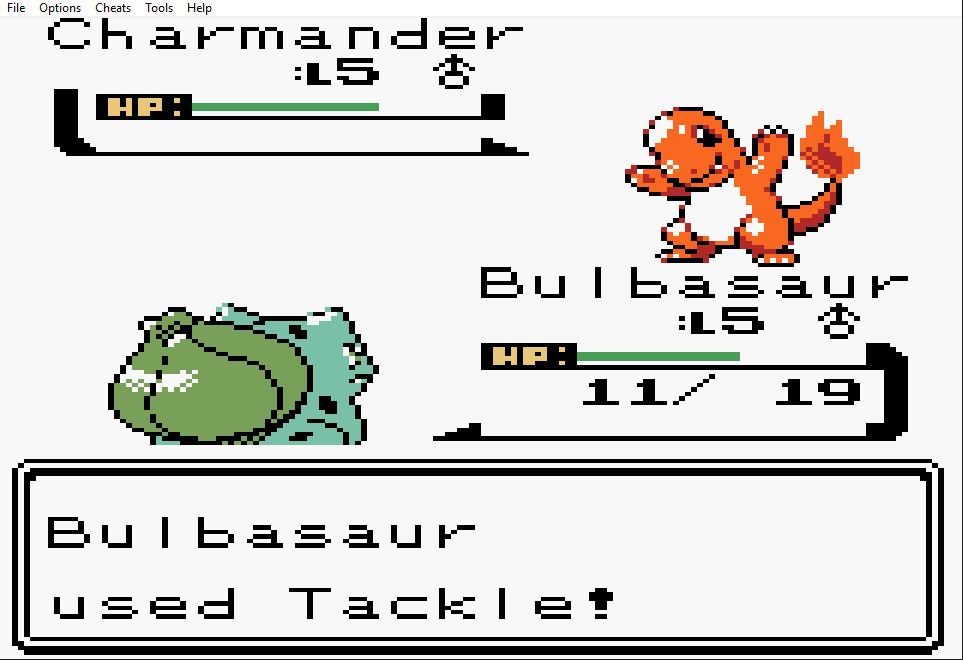 File Options Cheats Tools Help
Charmander
:L5 ♂
HP:
Bulbasaur
:L5 ♂
HP:
11/ 19
Bulbasaur
used Tackle!